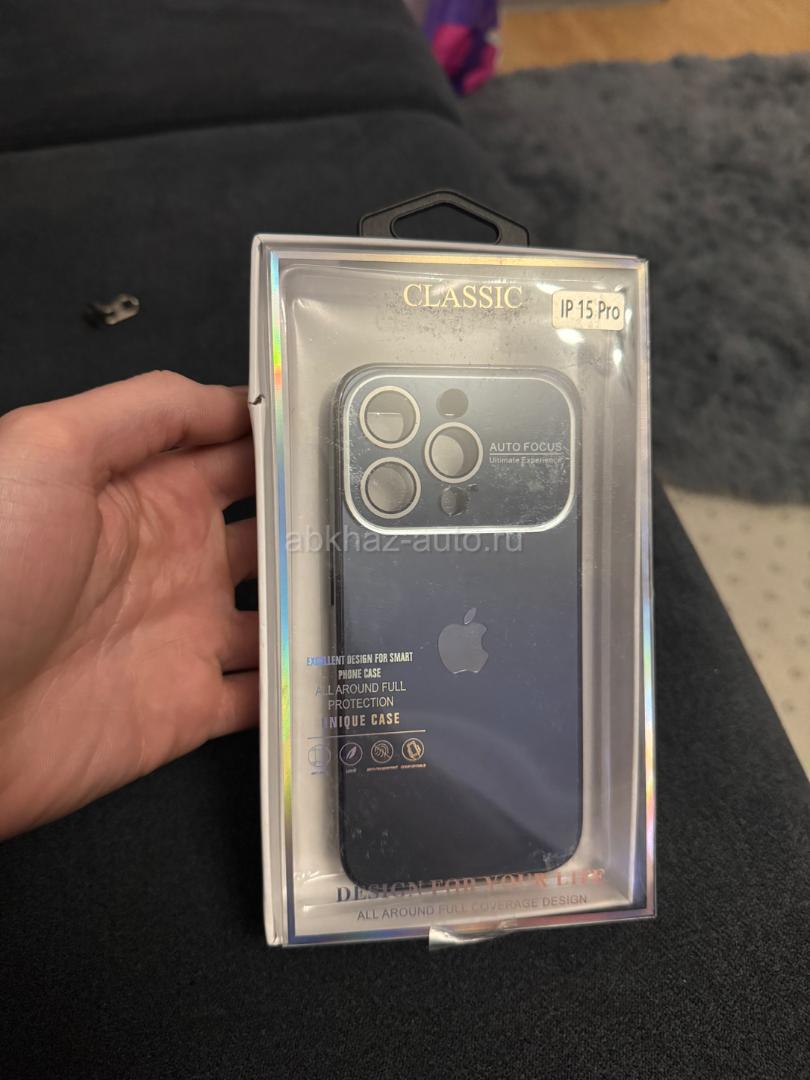 CLASSIC
IP 15 Pro
AUTO FOCUS
Ultimate Experience
abkhaz-auto.ru
EXCELLENT DESIGN FOR SMART
PHONE CASE
ALL AROUND FULL
PROTECTION
UNIQUE CASE
DESIGN FOR YOUR LIFE
ALL AROUND FULL COVERAGE DESIGN